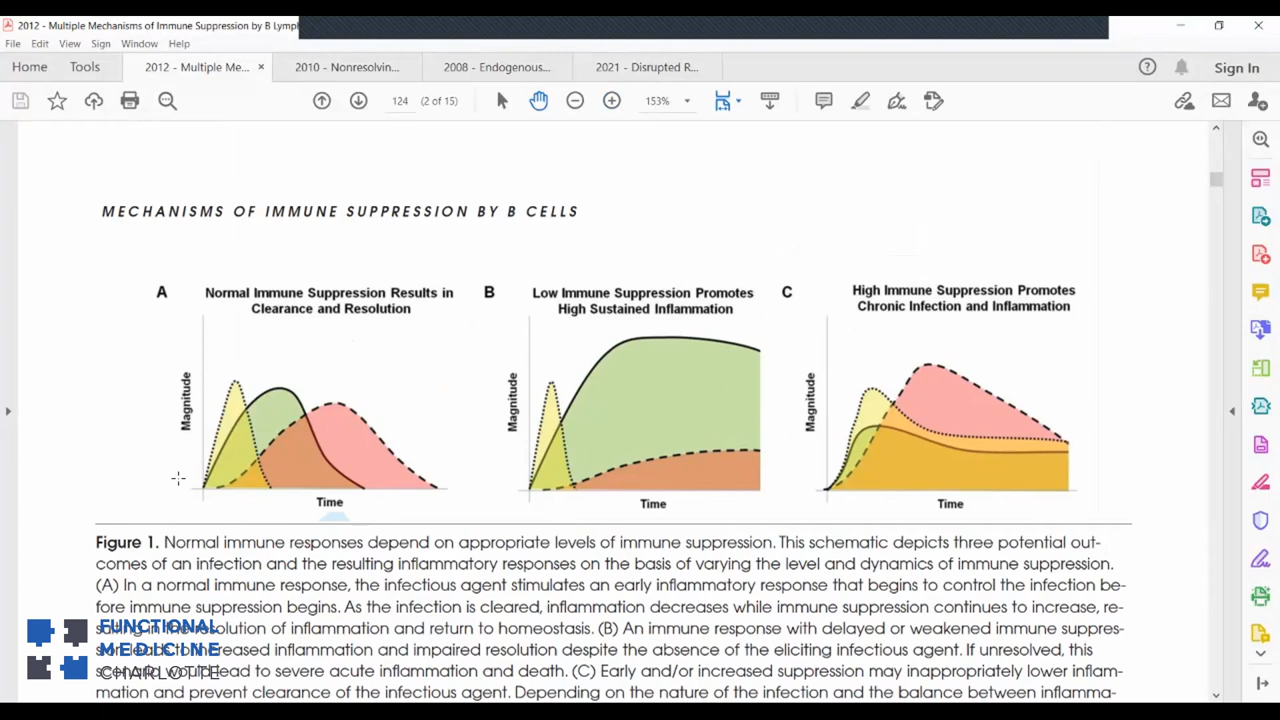 2012 - Multiple Mechanisms of Immune Suppression by B Lymph
File Edit View Sign Window Help
Home Tools 2012 - Multiple Me... × 2010 - Nonresolvin... 2008 - Endogenous... 2021 - Disrupted R... Sign In
124 (2 of 15) 153%
MECHANISMS OF IMMUNE SUPPRESSION BY B CELLS
A Normal Immune Suppression Results in
Clearance and Resolution
Magnitude
Time
B Low Immune Suppression Promotes
High Sustained Inflammation
Magnitude
Time
C High Immune Suppression Promotes
Chronic Infection and Inflammation
Magnitude
Time
Figure 1. Normal immune responses depend on appropriate levels of immune suppression. This schematic depicts three potential out-
comes of an infection and the resulting inflammatory responses on the basis of varying the level and dynamics of immune suppression.
(A) In a normal immune response, the infectious agent stimulates an early inflammatory response that begins to control the infection be-
fore immune suppression begins. As the infection is cleared, inflammation decreases while immune suppression continues to increase, re-
in the resolution of inflammation and return to homeostasis. (B) An immune response with delayed or weakened immune suppres-
increased inflammation and impaired resolution despite the absence of the eliciting infectious agent. If unresolved, this
lead to severe acute inflammation and death. (C) Early and/or increased suppression may inappropriately lower inflam-
mation and prevent clearance of the infectious agent. Depending on the nature of the infection and the balance between inflamma-
FUNCTIONAL
MEDICINE
CHARLOTTE